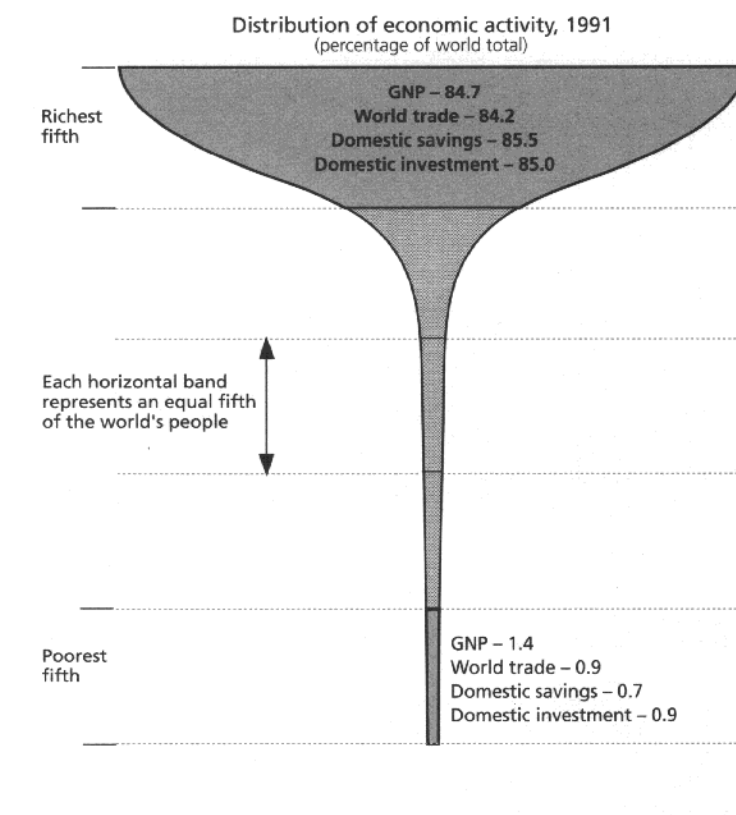 Distribution of economic activity, 1991
(percentage of world total)
Richest
fifth
GNP – 84.7
World trade – 84.2
Domestic savings – 85.5
Domestic investment – 85.0
Each horizontal band
represents an equal fifth
of the world's people
Poorest
fifth
GNP – 1.4
World trade – 0.9
Domestic savings – 0.7
Domestic investment – 0.9